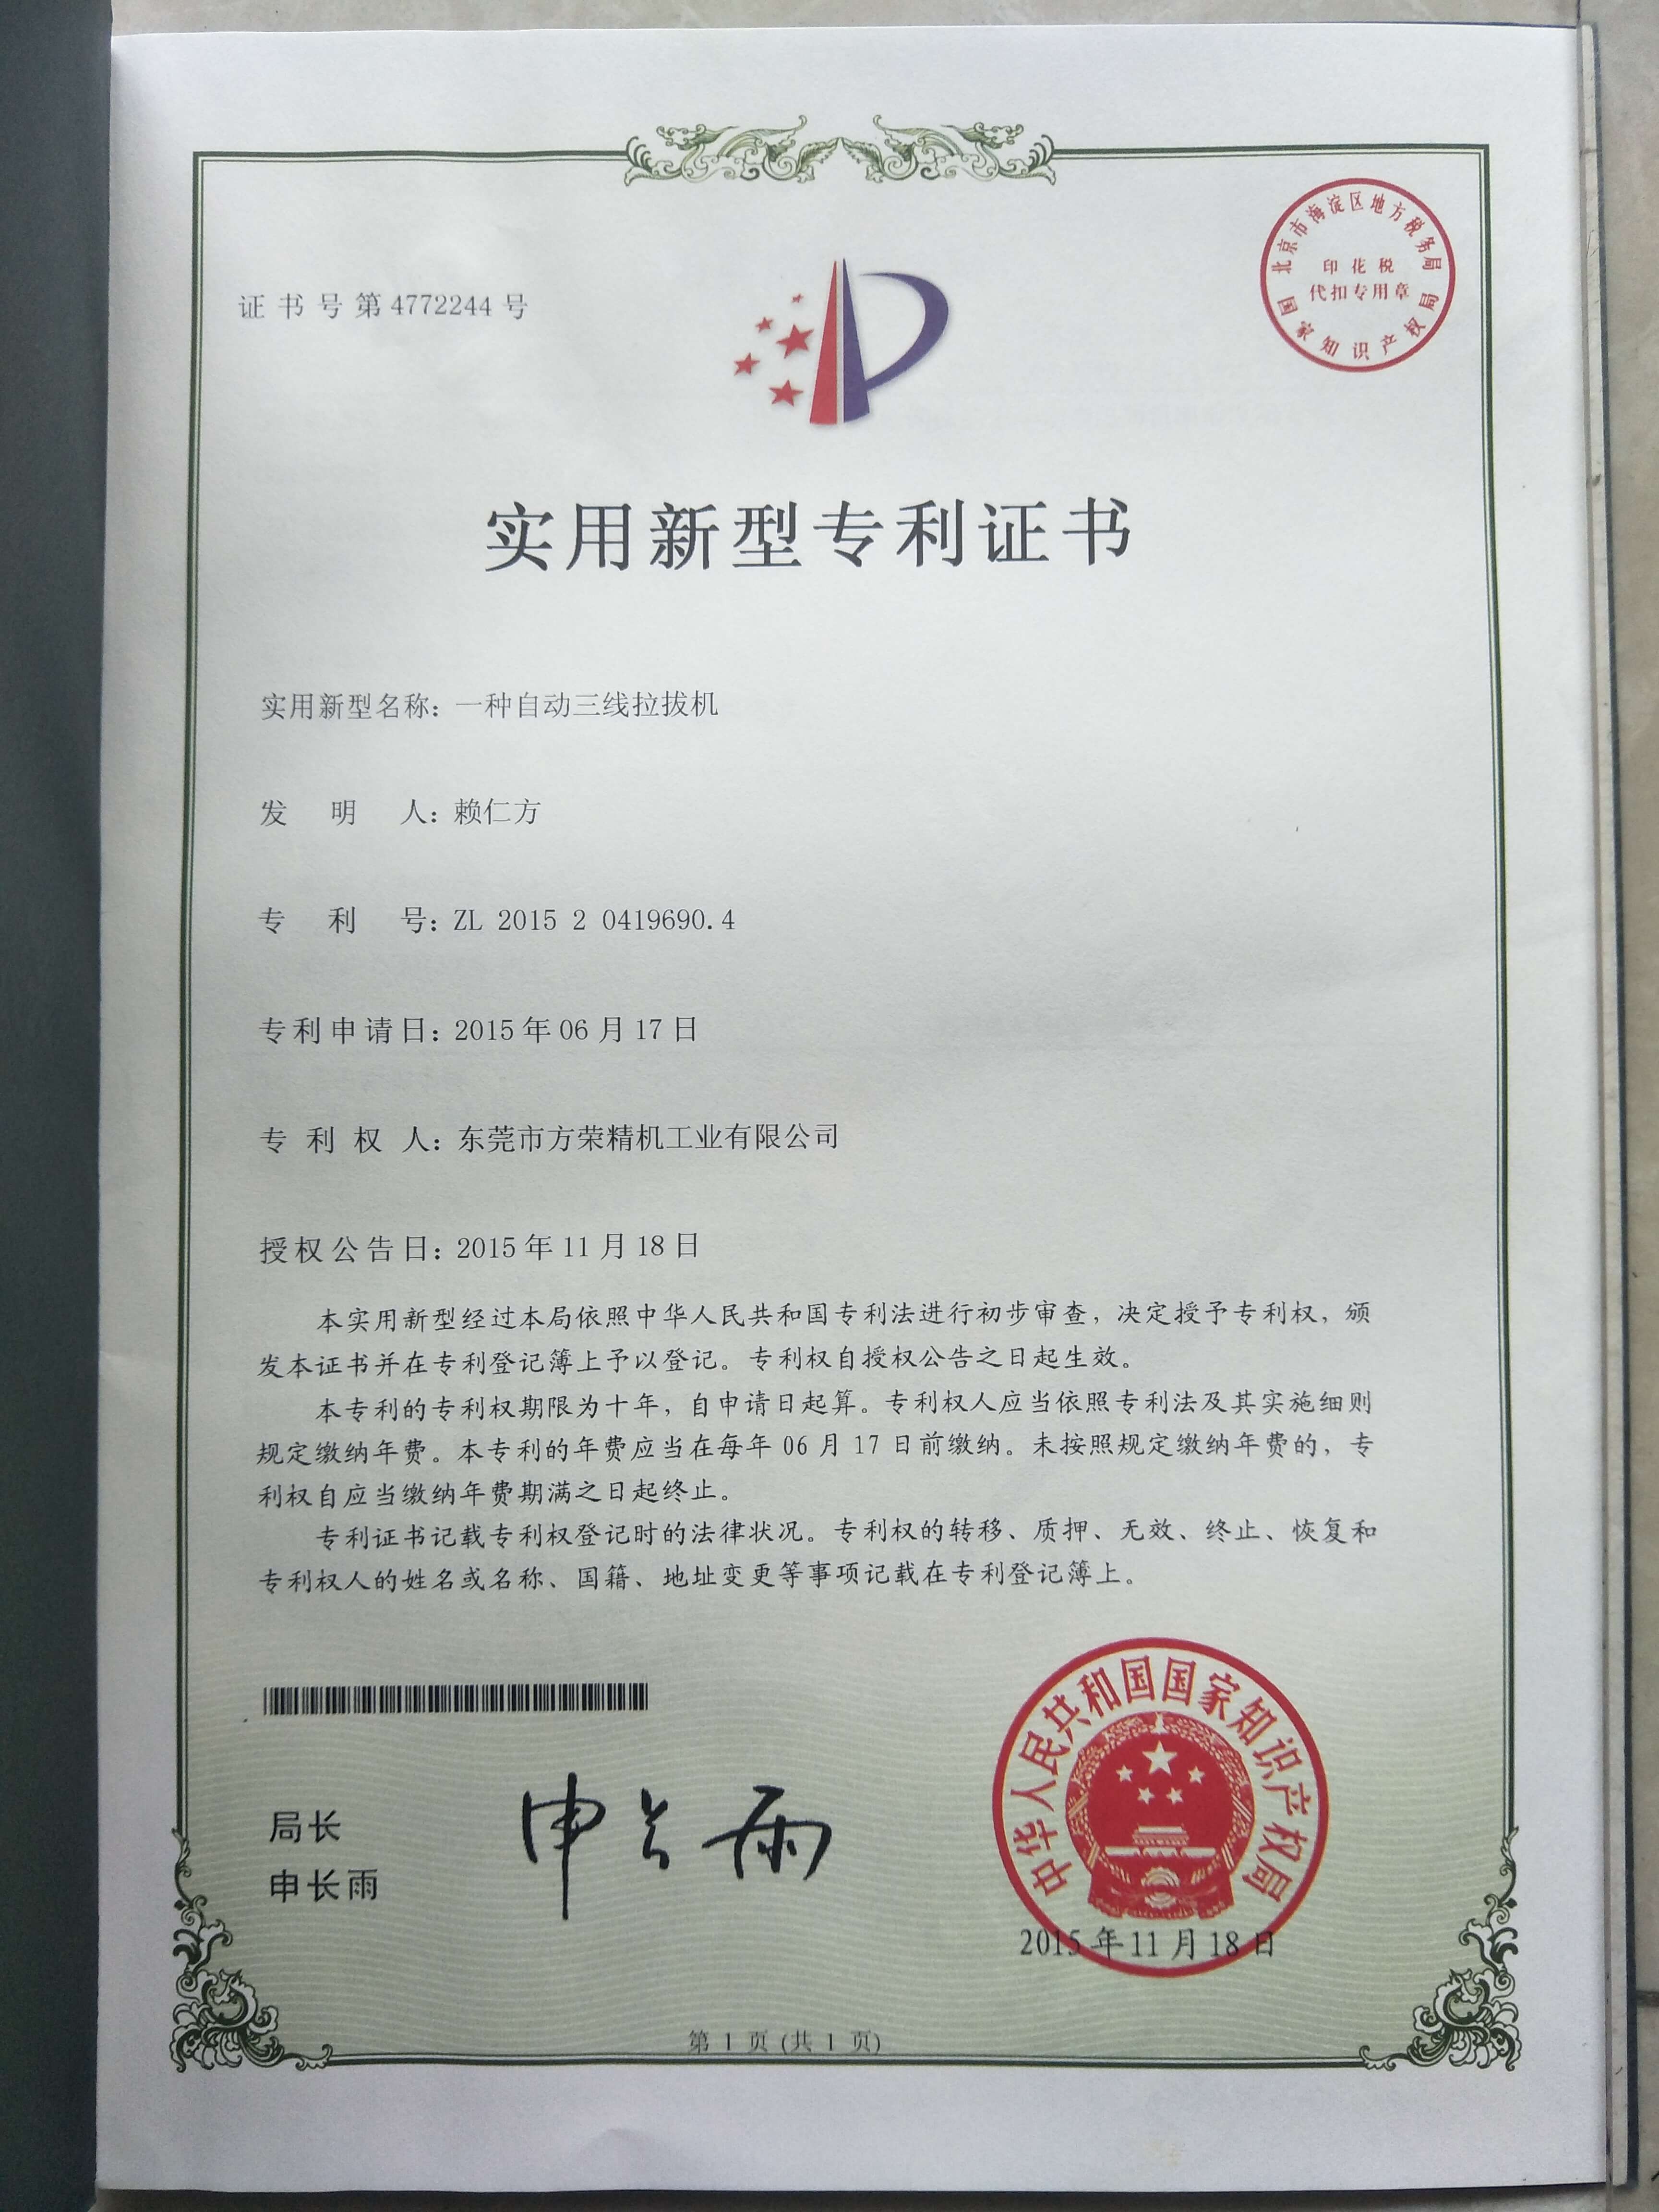 北京市海淀区地方税务局
印花税
代扣专用章
国家知识产权局
证书号第4772244号
实用新型专利证书
实用新型名称：一种自动三线拉拔机
发明人：赖仁方
专利号：ZL 2015 2 0419690.4
专利申请日：2015年06月17日
专利权人：东莞市方荣精机工业有限公司
授权公告日：2015年11月18日
本实用新型经过本局依照中华人民共和国专利法进行初步审查，决定授予专利权，颁
发本证书并在专利登记簿上予以登记。专利权自授权公告之日起生效。
本专利的专利权期限为十年，自申请日起算。专利权人应当依照专利法及其实施细则
规定缴纳年费。本专利的年费应当在每年06月17日前缴纳。未按照规定缴纳年费的，专
利权自应当缴纳年费期满之日起终止。
专利证书记载专利权登记时的法律状况。专利权的转移、质押、无效、终止、恢复和
专利权人的姓名或名称、国籍、地址变更等事项记载在专利登记簿上。
局长
申长雨
申长雨
中华人民共和国国家知识产权局
2015年11月18日
第 1 页 (共 1 页)